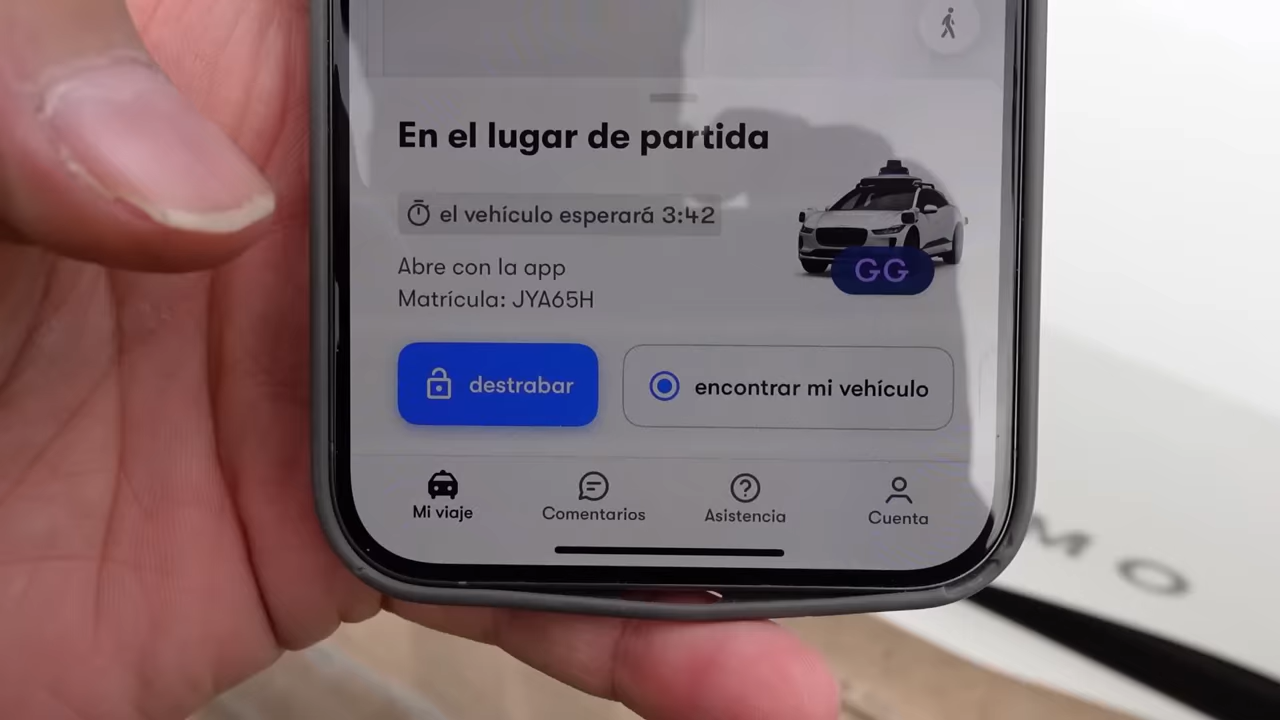 En el lugar de partida
el vehículo esperará 3:42
Abre con la app
Matrícula: JYA65H
GG
destrabar
encontrar mi vehículo
Mi viaje
Comentarios
Asistencia
Cuenta
MO